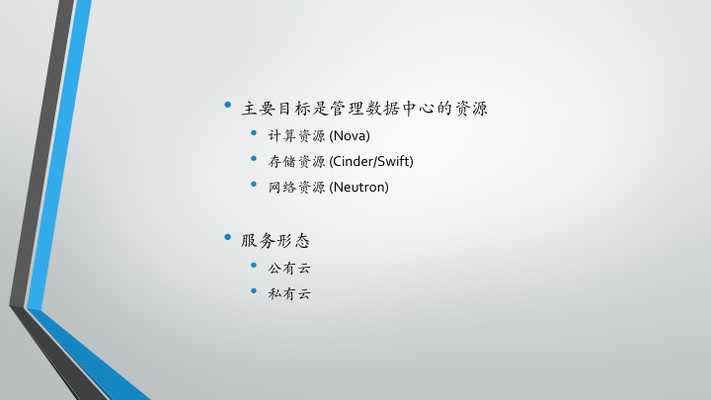 主要目标是管理数据中心的资源
计算资源 (Nova)
存储资源 (Cinder/Swift)
网络资源 (Neutron)
服务形态
公有云
私有云